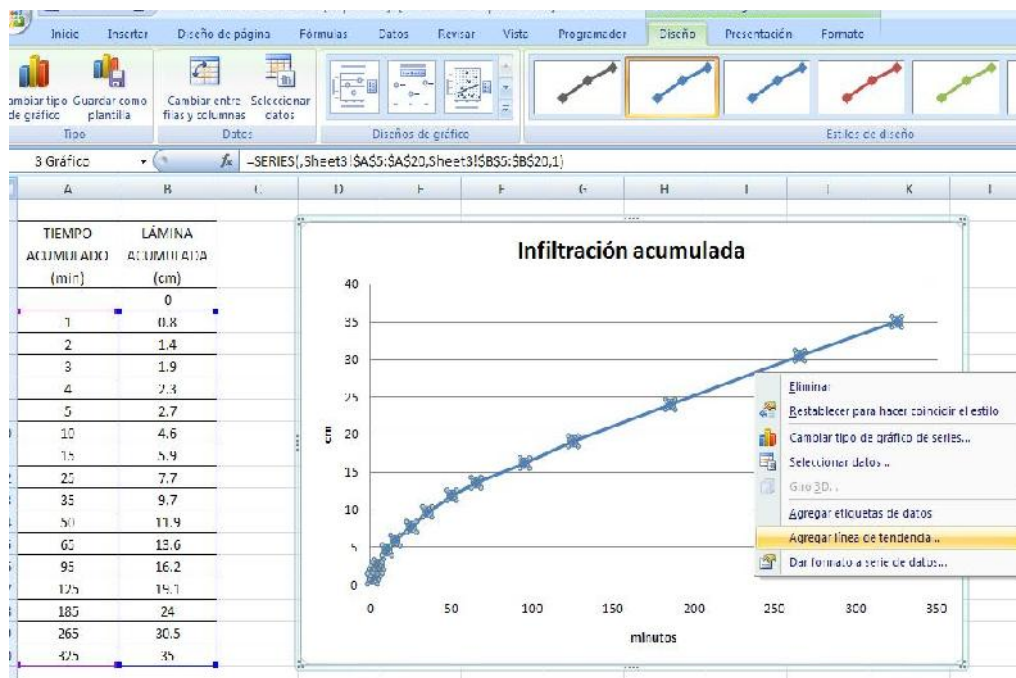 Inicio Insertar Diseño de página Fórmulas Datos Revisar Vista Programador Diseño Presentación Formato
ambiar tipo Guardar como
de gráfico plantilla
Cambiar entre Seleccionar
filas y columnas datos
Tipo Datos Diseños de gráfico Estilos de diseño
3 Gráfico fx =SERIES(,Sheet3!$A$5:$A$20,Sheet3!$B$5:$B$20,1)
A B C D E F G H I J K L
TIEMPO ACUMULADO (min)
LÁMINA ACUMULADA (cm)
0
1 0.8
2 1.4
3 1.9
4 2.3
5 2.7
10 4.6
15 5.9
25 7.7
35 9.7
50 11.9
65 13.6
95 16.2
125 19.1
185 24
265 30.5
325 35
Infiltración acumulada
40
35
30
25
20
15
10
5
0
cm
0 50 100 150 200 250 300 350
minutos
Eliminar
Restablecer para hacer coincidir el estilo
Cambiar tipo de gráfico de series...
Seleccionar datos...
Giro 3D...
Agregar etiquetas de datos
Agregar línea de tendencia...
Dar formato a serie de datos...